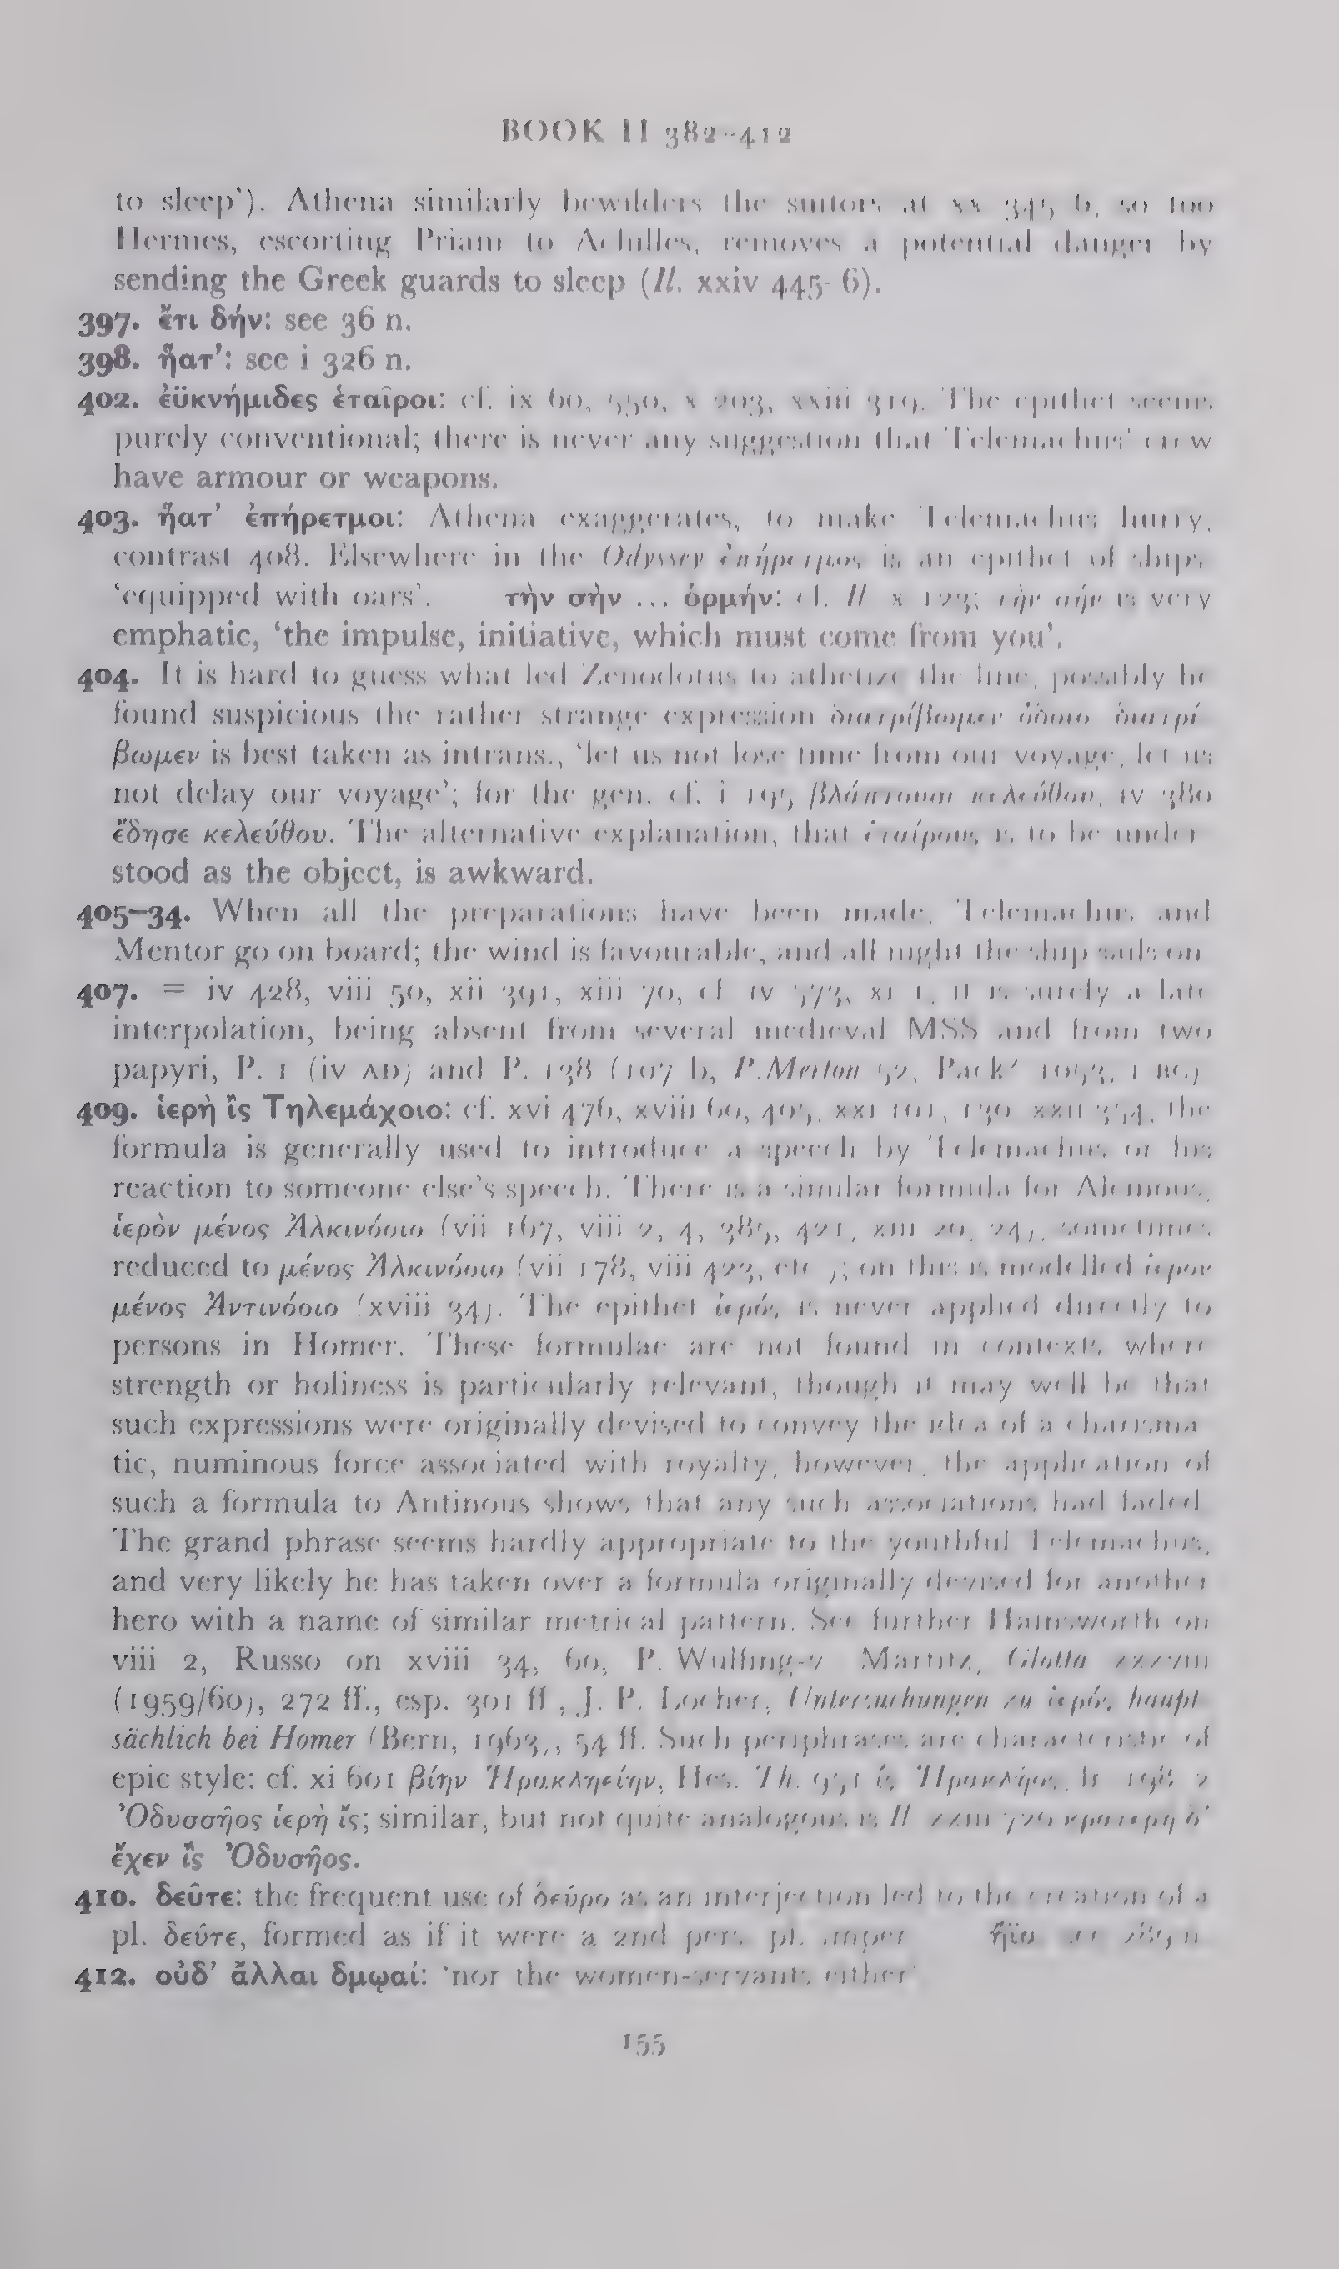 BOOK II 382–412
to sleep'). Athena similarly bewilders the suitors at xx 345 ff., so too
Hermes, escorting Priam to Achilles, removes a potential danger by
sending the Greek guards to sleep (Il. xxiv 445–6).
397. ἔτι δήν: see 36 n.
398. ἧατ’: see i 326 n.
402. ἐϋκνήμιδες ἑταῖροι: cf. ix 60, 550, x 203, xxiii 319. The epithet seems
purely conventional; there is never any suggestion that Telemachus' crew
have armour or weapons.
403. ἧατ’ ἐπήρετμοι: Athena exaggerates, to make Telemachus hurry,
contrast 408. Elsewhere in the Odyssey ἐπήρετμος is an epithet of ships
'equipped with oars'. τὴν σὴν ... ὁρμήν: cf. Il. x 123; τὴν σήν is very
emphatic, 'the impulse, initiative, which must come from you'.
404. It is hard to guess what led Zenodotus to athetize the line, possibly he
found suspicious the rather strange expression διατρίβωμεν ὁδοῖο. διατρί-
βωμεν is best taken as intrans., 'let us not lose time from our voyage, let us
not delay our voyage'; for the gen. cf. i 195 βλάπτουσι κελεύθου, iv 380
ἔδησε κελεύθου. The alternative explanation, that ἑταίρους is to be under-
stood as the object, is awkward.
405–34. When all the preparations have been made, Telemachus and
Mentor go on board; the wind is favourable, and all night the ship sails on.
407. = iv 428, viii 50, xii 391, xiii 70, cf. iv 573, xi 1, it is surely a late
interpolation, being absent from several medieval MSS and from two
papyri, P. 1 (iv AD) and P. 138 (107 b, P.Merton 52, Pack² 1053, 1 BC)
409. ἱερὴ ἲς Τηλεμάχοιο: cf. xvi 476, xviii 60, 405, xxi 101, 130, xxii 354, the
formula is generally used to introduce a speech by Telemachus or his
reaction to someone else's speech. There is a similar formula for Alcinous,
ἱερὸν μένος Ἀλκινόοιο (vii 167, viii 2, 4, 385, 421, xiii 20, 24), sometimes
reduced to μένος Ἀλκινόοιο (vii 178, viii 423, etc.); on this is modelled ἱερὸν
μένος Ἀντινόοιο (xviii 34). The epithet ἱερός is never applied directly to
persons in Homer. These formulae are not found in contexts where
strength or holiness is particularly relevant, though it may well be that
such expressions were originally devised to convey the idea of a charisma-
tic, numinous force associated with royalty; however, the application of
such a formula to Antinous shows that any such associations had faded.
The grand phrase seems hardly appropriate to the youthful Telemachus,
and very likely he has taken over a formula originally devised for another
hero with a name of similar metrical pattern. See further Hainsworth on
viii 2, Russo on xviii 34, 60, P. Wülfing-v. Martitz, Glotta xxxviii
(1959/60), 272 ff., esp. 301 ff., J. P. Locher, Untersuchungen zu ἱερός, haupt-
sächlich bei Homer (Bern, 1963), 54 ff. Such periphrases are characteristic of
epic style: cf. xi 601 βίην Ἡρακληείην, Hes. Th. 951 ἲς Ἡρακλῆος, fr. 198. 2
Ὀδυσσῆος ἱερὴ ἴς; similar, but not quite analogous is Il. xxiii 720 κρατερὴ δ’
ἔχεν ἲς Ὀδυσῆος.
410. δεῦτε: the frequent use of δεῦρο as an interjection led to the creation of a
pl. δεῦτε, formed as if it were a 2nd pers. pl. imper. ἤϊα: see 289 n.
412. οὐδ’ ἄλλαι δμῳαί: 'nor the women-servants either'.
155